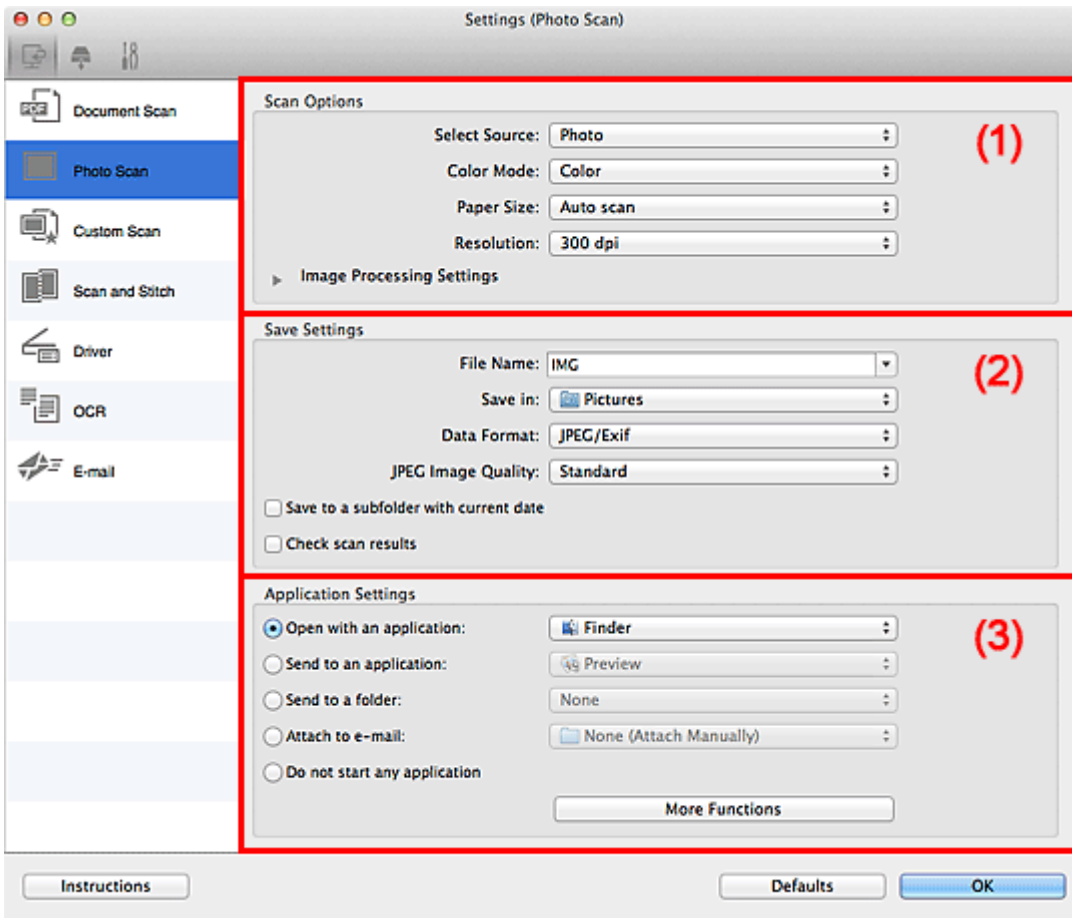 Settings (Photo Scan)
Document Scan
Photo Scan
Custom Scan
Scan and Stitch
Driver
OCR
E-mail
Scan Options
(1)
Select Source: Photo
Color Mode: Color
Paper Size: Auto scan
Resolution: 300 dpi
Image Processing Settings
Save Settings
(2)
File Name: IMG
Save in: Pictures
Data Format: JPEG/Exif
JPEG Image Quality: Standard
Save to a subfolder with current date
Check scan results
Application Settings
(3)
Open with an application: Finder
Send to an application: Preview
Send to a folder: None
Attach to e-mail: None (Attach Manually)
Do not start any application
More Functions
Instructions
Defaults
OK